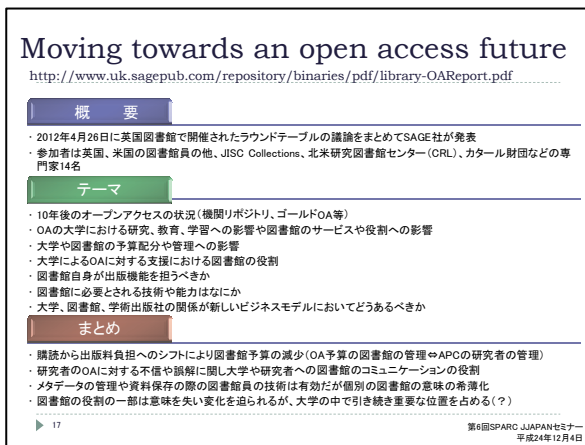 Moving towards an open access future
http://www.uk.sagepub.com/repository/binaries/pdf/library-OAReport.pdf
概　要
・2012年4月26日に英国図書館で開催されたラウンドテーブルの議論をまとめてSAGE社が発表
・参加者は英国、米国の図書館員の他、JISC Collections、北米研究図書館センター(CRL)、カタール財団などの専
門家14名
テーマ
・10年後のオープンアクセスの状況(機関リポジトリ、ゴールドOA等)
・OAの大学における研究、教育、学習への影響や図書館のサービスや役割への影響
・大学や図書館の予算配分や管理への影響
・大学によるOAに対する支援における図書館の役割
・図書館自身が出版機能を担うべきか
・図書館に必要とされる技術や能力はなにか
・大学、図書館、学術出版社の関係が新しいビジネスモデルにおいてどうあるべきか
まとめ
・購読から出版料負担へのシフトにより図書館予算の減少(OA予算の図書館の管理⇔APCの研究者の管理)
・研究者のOAに対する不信や誤解に関し大学や研究者への図書館のコミュニケーションの役割
・メタデータの管理や資料保存の際の図書館員の技術は有効だが個別の図書館の意味の希薄化
・図書館の役割の一部は意味を失い変化を迫られるが、大学の中で引き続き重要な位置を占める(？)
17
第6回SPARC JJAPANセミナー
平成24年12月4日